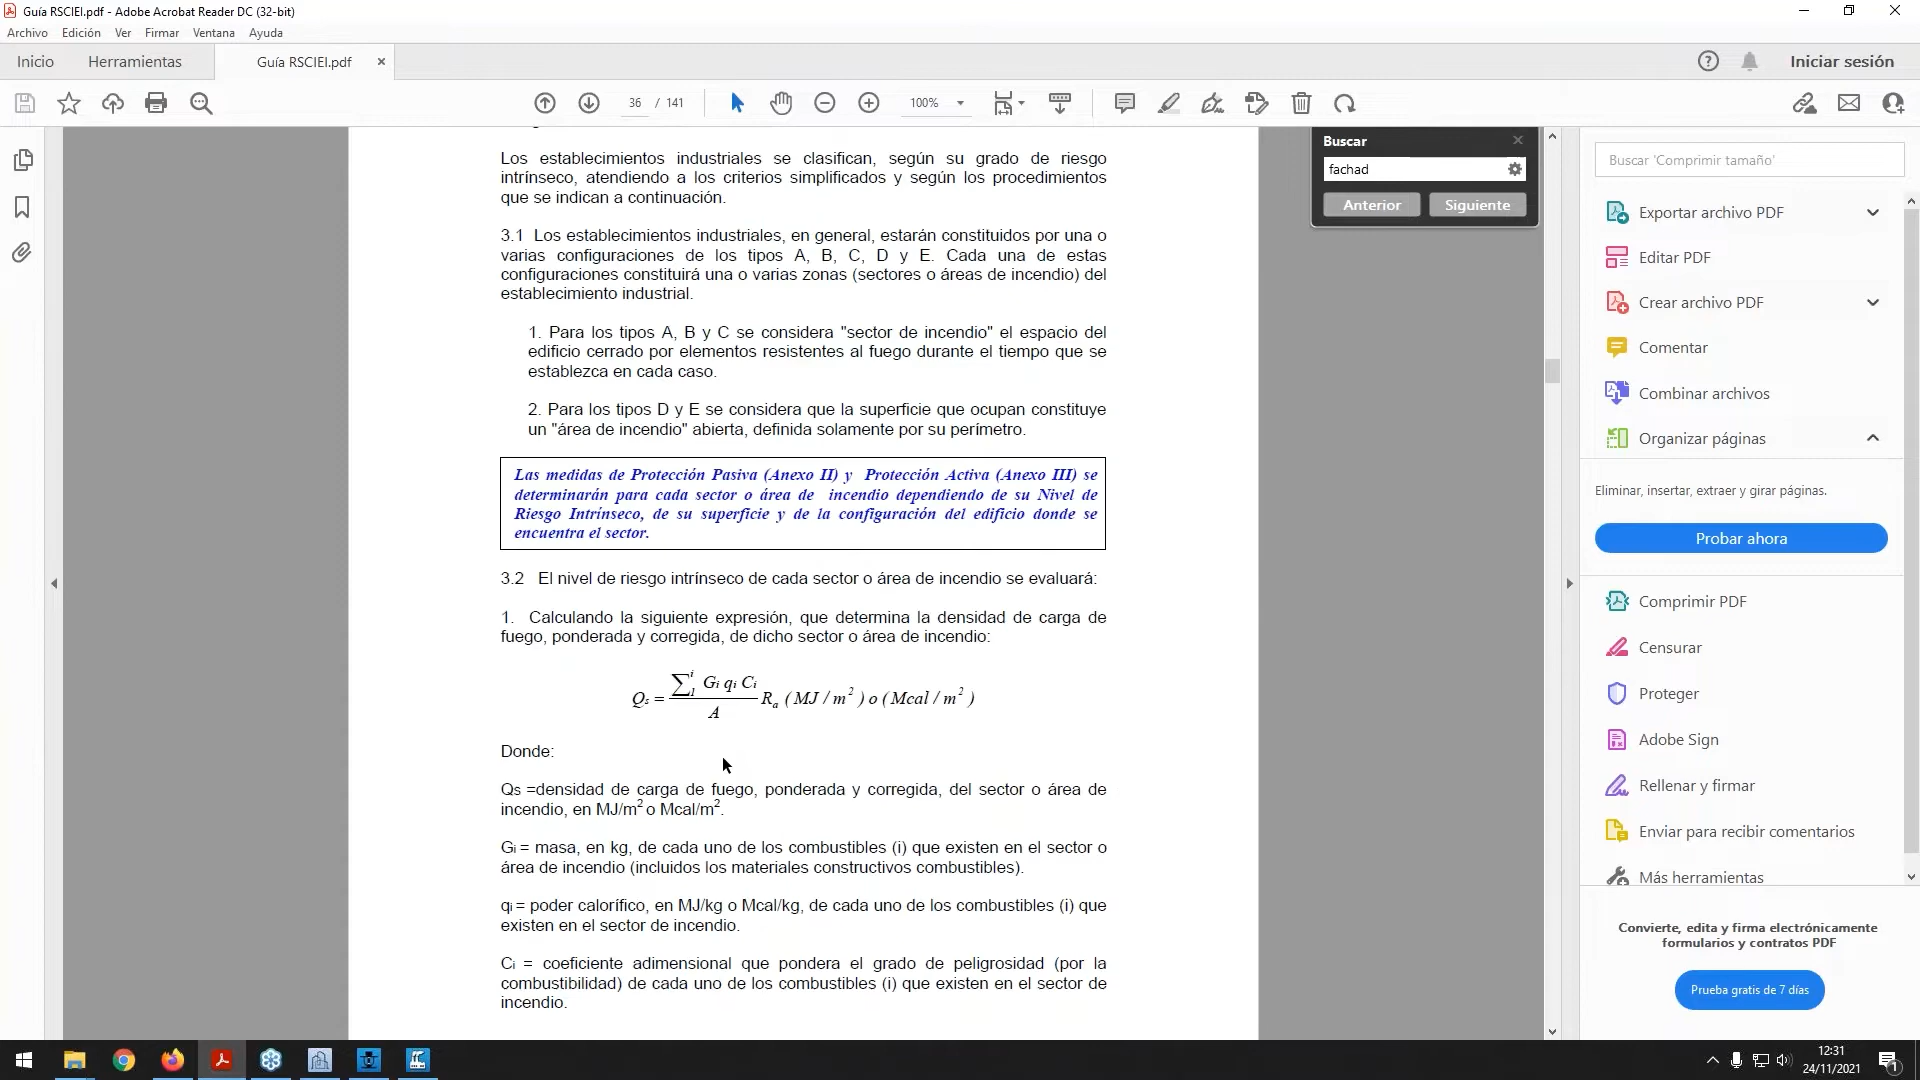 Guía RSCIEI.pdf - Adobe Acrobat Reader DC (32-bit)
Archivo Edición Ver Firmar Ventana Ayuda
Inicio Herramientas Guía RSCIEI.pdf × Iniciar sesión
36 / 141 100%
Los establecimientos industriales se clasifican, según su grado de riesgo
intrínseco, atendiendo a los criterios simplificados y según los procedimientos
que se indican a continuación.
3.1 Los establecimientos industriales, en general, estarán constituidos por una o
varias configuraciones de los tipos A, B, C, D y E. Cada una de estas
configuraciones constituirá una o varias zonas (sectores o áreas de incendio) del
establecimiento industrial.
1. Para los tipos A, B y C se considera "sector de incendio" el espacio del
edificio cerrado por elementos resistentes al fuego durante el tiempo que se
establezca en cada caso.
2. Para los tipos D y E se considera que la superficie que ocupan constituye
un "área de incendio" abierta, definida solamente por su perímetro.
Las medidas de Protección Pasiva (Anexo II) y Protección Activa (Anexo III) se
determinarán para cada sector o área de incendio dependiendo de su Nivel de
Riesgo Intrínseco, de su superficie y de la configuración del edificio donde se
encuentra el sector.
3.2 El nivel de riesgo intrínseco de cada sector o área de incendio se evaluará:
1. Calculando la siguiente expresión, que determina la densidad de carga de
fuego, ponderada y corregida, de dicho sector o área de incendio:
Qs = ∑ i 1 Gi qi Ci / A Ra ( MJ / m2 ) o ( Mcal / m2 )
Donde:
Qs =densidad de carga de fuego, ponderada y corregida, del sector o área de
incendio, en MJ/m2 o Mcal/m2.
Gi = masa, en kg, de cada uno de los combustibles (i) que existen en el sector o
área de incendio (incluidos los materiales constructivos combustibles).
qi = poder calorífico, en MJ/kg o Mcal/kg, de cada uno de los combustibles (i) que
existen en el sector de incendio.
Ci = coeficiente adimensional que pondera el grado de peligrosidad (por la
combustibilidad) de cada uno de los combustibles (i) que existen en el sector de
incendio.
Buscar
fachad
Anterior Siguiente
Buscar 'Comprimir tamaño'
Exportar archivo PDF
Editar PDF
Crear archivo PDF
Comentar
Combinar archivos
Organizar páginas
Eliminar, insertar, extraer y girar páginas.
Probar ahora
Comprimir PDF
Censurar
Proteger
Adobe Sign
Rellenar y firmar
Enviar para recibir comentarios
Más herramientas
Convierte, edita y firma electrónicamente
formularios y contratos PDF
Prueba gratis de 7 días
12:31
24/11/2021
1